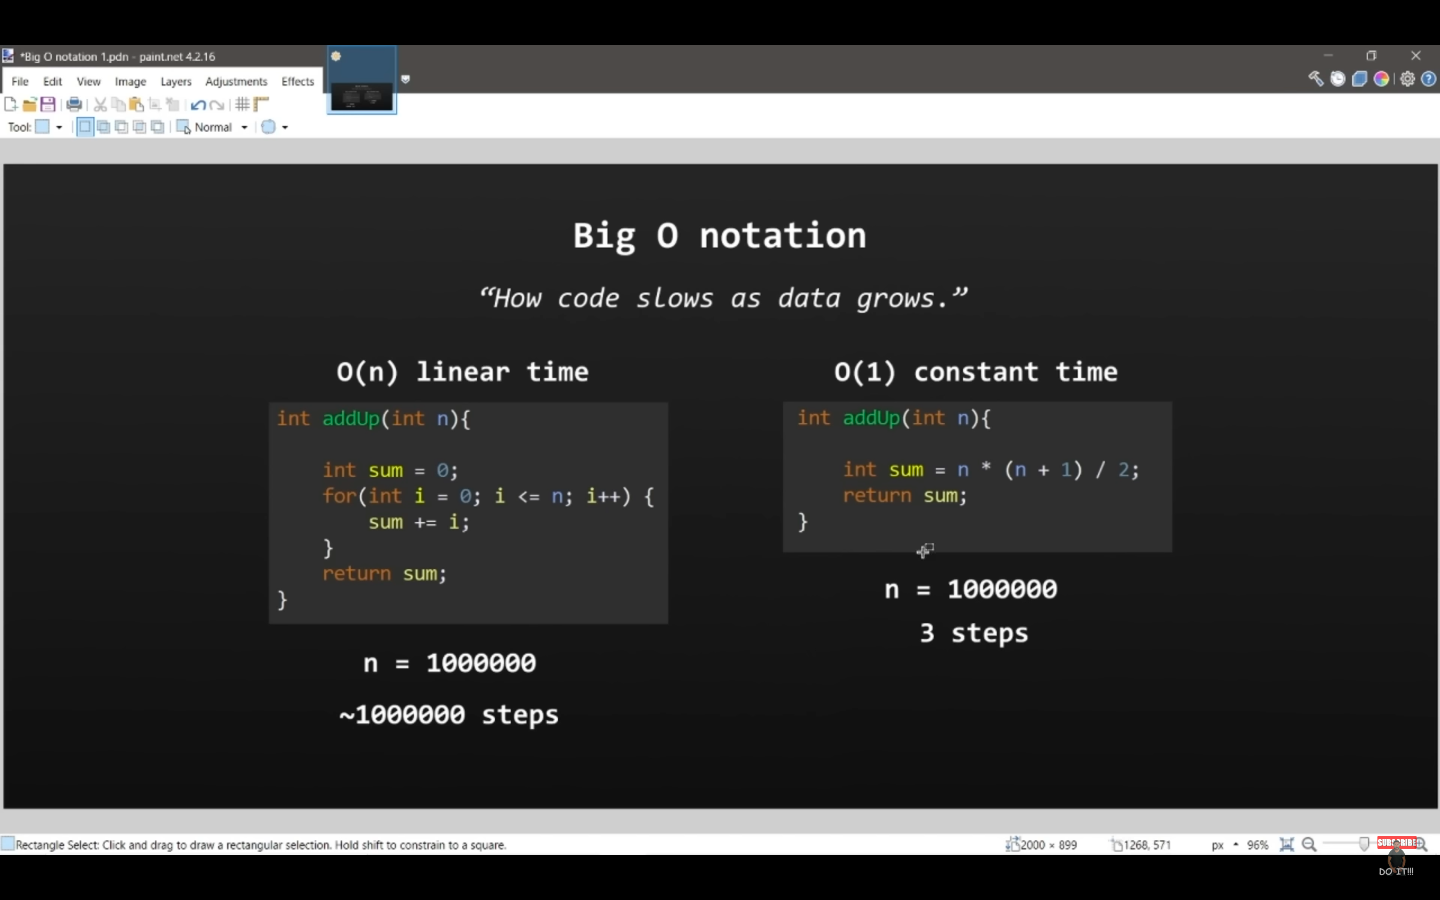 *Big O notation 1.pdn - paint.net 4.2.16
File Edit View Image Layers Adjustments Effects
Tool: Normal
Big O notation
“How code slows as data grows.”
O(n) linear time
int addUp(int n){
int sum = 0;
for(int i = 0; i <= n; i++) {
sum += i;
}
return sum;
}
n = 1000000
~1000000 steps
O(1) constant time
int addUp(int n){
int sum = n * (n + 1) / 2;
return sum;
}
n = 1000000
3 steps
Rectangle Select: Click and drag to draw a rectangular selection. Hold shift to constrain to a square.
2000 × 899 1268, 571 px 96%
SUBSCRIBE
DO IT!!!